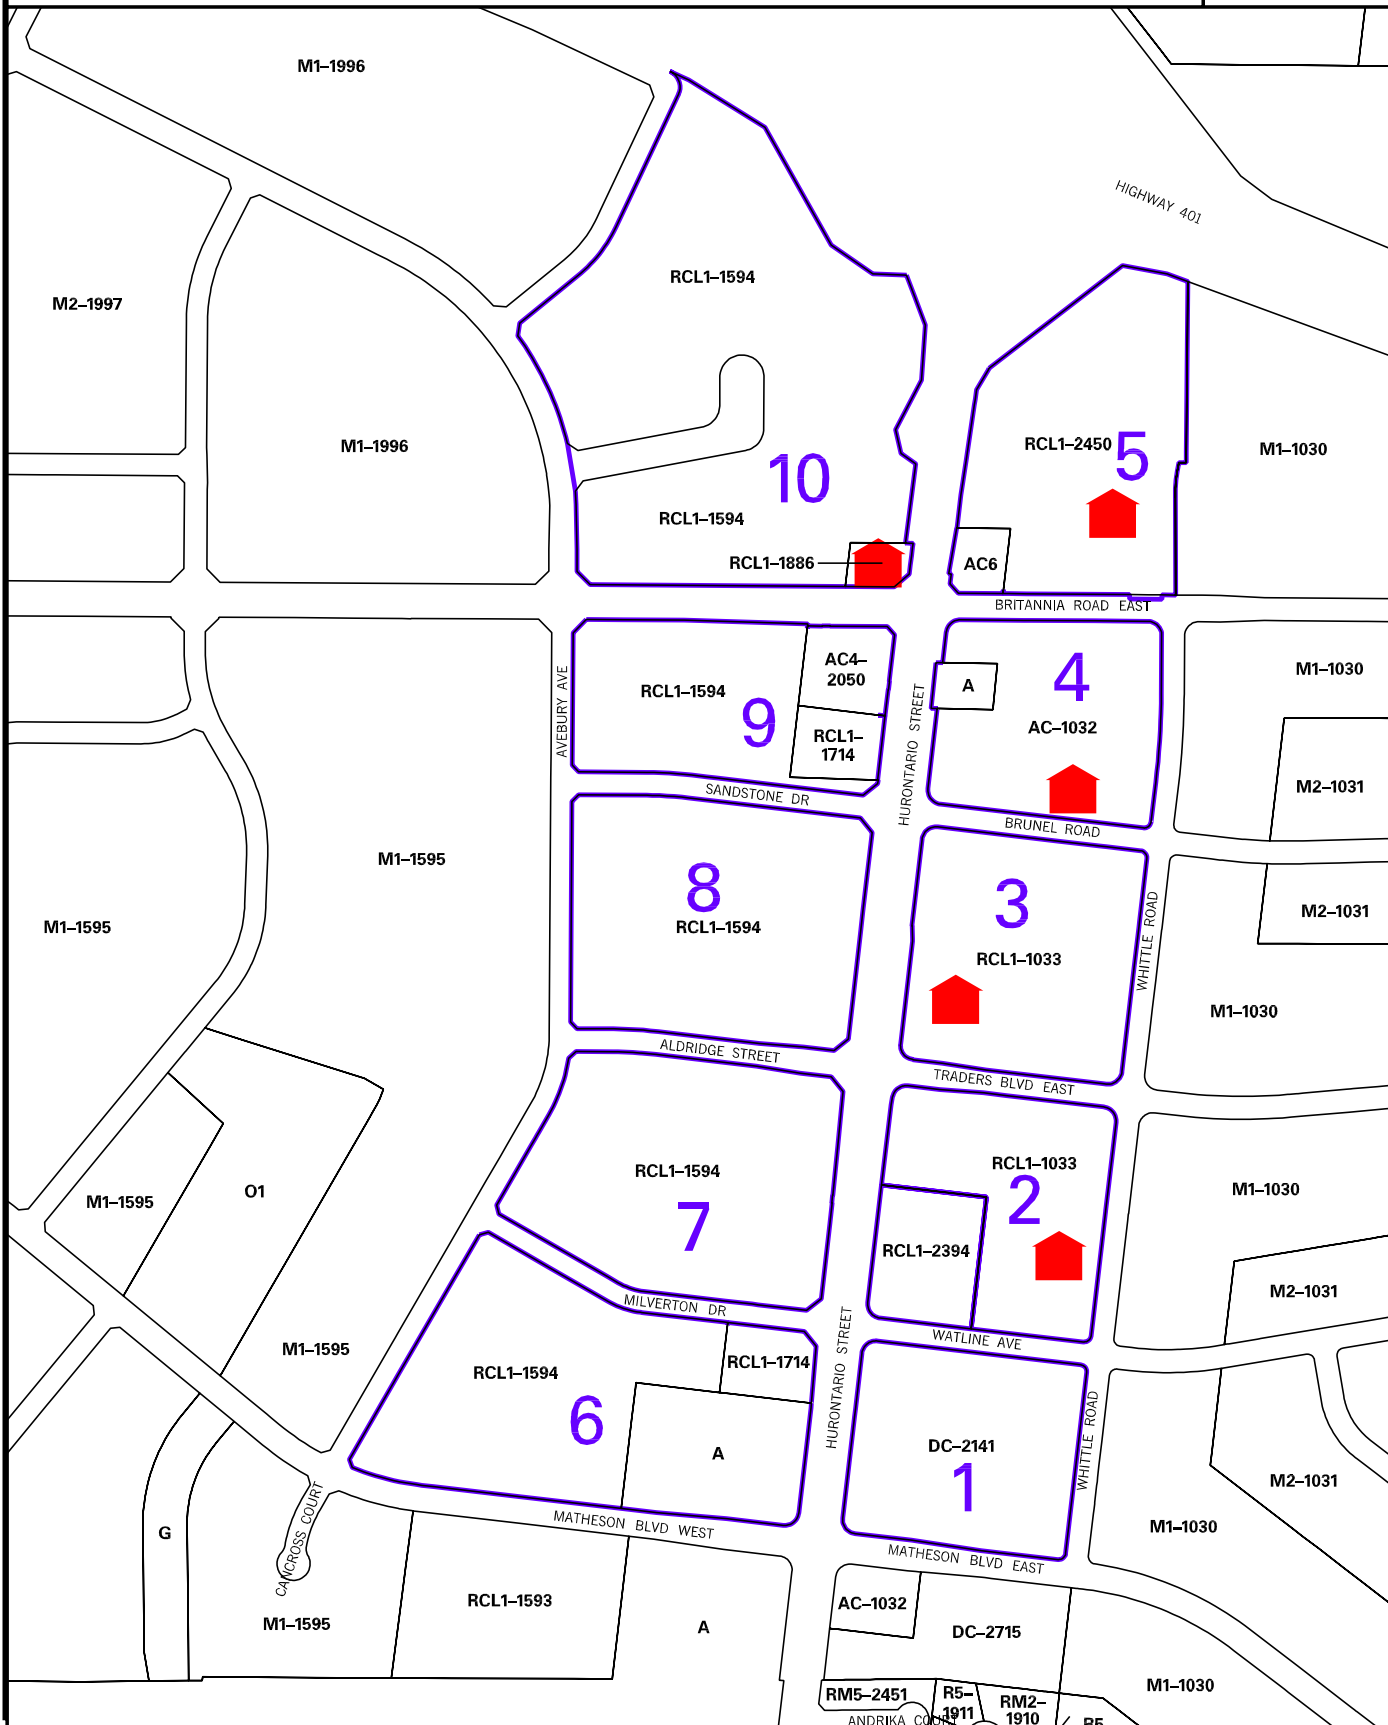 M1–1996
HIGHWAY 401
RCL1–1594
M2–1997
M1–1996
RCL1–2450
5
M1–1030
10
RCL1–1594
RCL1–1886
AC6
BRITANNIA ROAD EAST
AVEBURY AVE
RCL1–1594
9
AC4–
2050
RCL1–
1714
HURONTARIO STREET
A
4
AC–1032
M1–1030
M2–1031
SANDSTONE DR
BRUNEL ROAD
M1–1595
M1–1595
8
RCL1–1594
3
RCL1–1033
WHITTLE ROAD
M2–1031
M1–1030
ALDRIDGE STREET
TRADERS BLVD EAST
M1–1595
O1
RCL1–1594
7
RCL1–1033
2
RCL1–2394
M1–1030
M2–1031
MILVERTON DR
WATLINE AVE
M1–1595
RCL1–1594
6
RCL1–1714
A
HURONTARIO STREET
DC–2141
1
WHITTLE ROAD
M2–1031
M1–1030
G
CANCROSS COURT
MATHESON BLVD WEST
MATHESON BLVD EAST
M1–1595
RCL1–1593
A
AC–1032
DC–2715
M1–1030
RM5–2451
R5–
1911
RM2–
1910
R5
ANDRIKA COURT